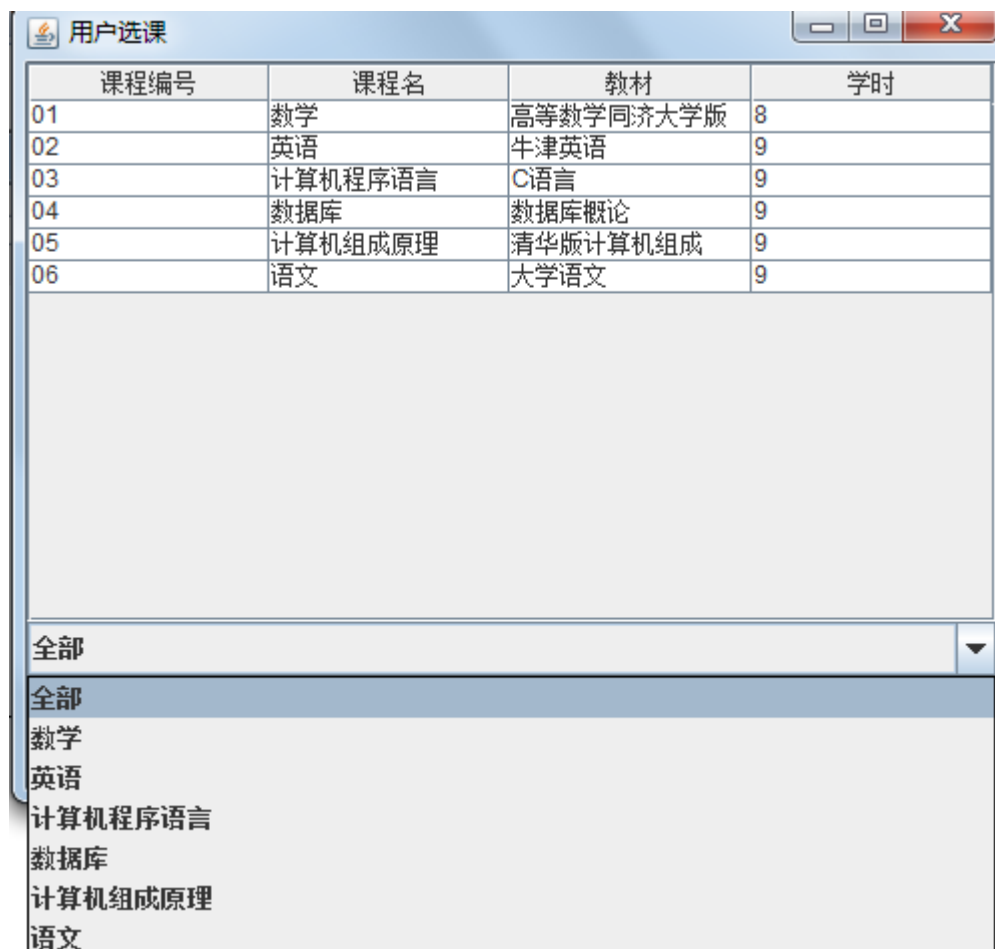 用户选课
课程编号 课程名 教材 学时
01 数学 高等数学同济大学版 8
02 英语 牛津英语 9
03 计算机程序语言 C语言 9
04 数据库 数据库概论 9
05 计算机组成原理 清华版计算机组成 9
06 语文 大学语文 9
全部
全部
数学
英语
计算机程序语言
数据库
计算机组成原理
语文